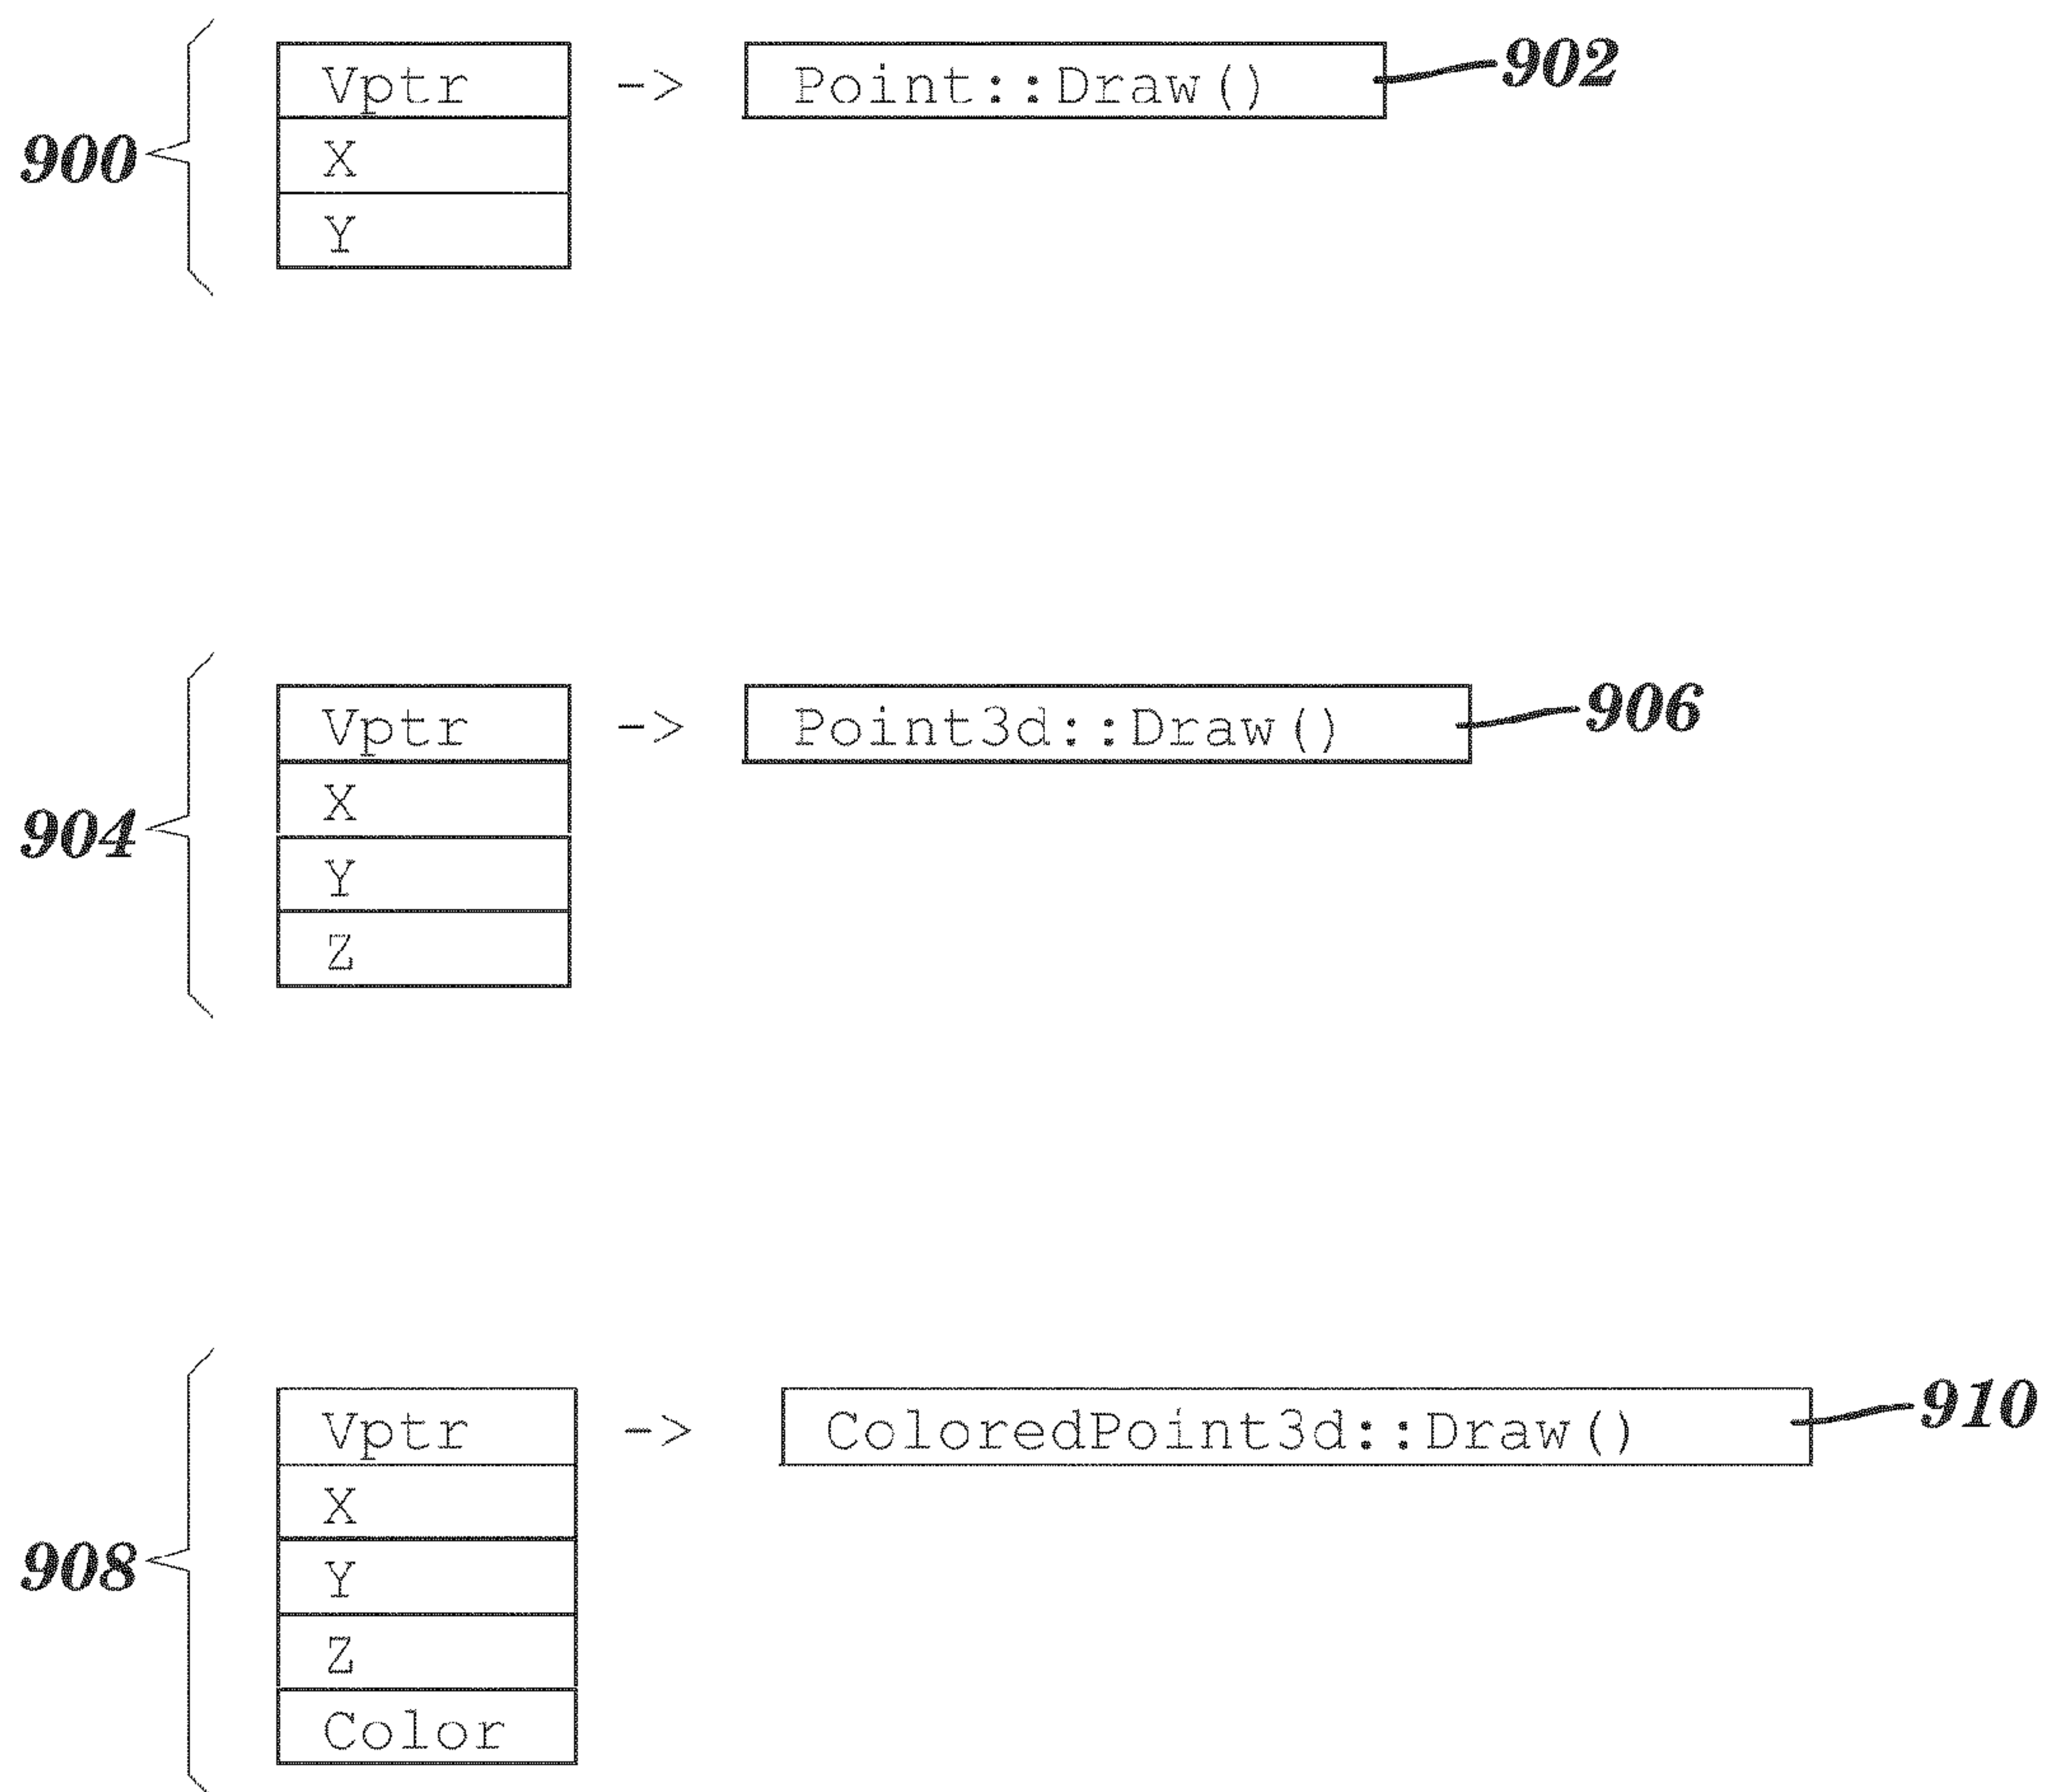 Vptr -> Point::Draw() 902
900 X
Y
Vptr -> Point3d::Draw() 906
X
904 Y
Z
Vptr -> ColoredPoint3d::Draw() 910
X
908 Y
Z
Color